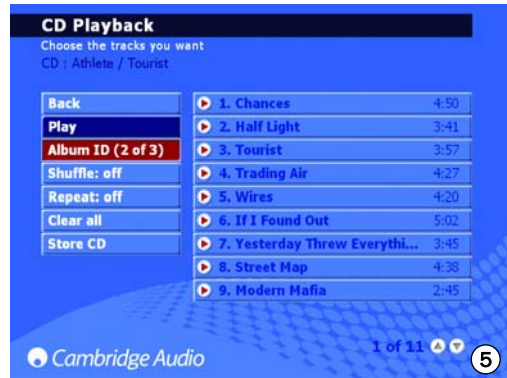 CD Playback
Choose the tracks you want
CD : Athlete / Tourist
Back
Play
Album ID (2 of 3)
Shuffle: off
Repeat: off
Clear all
Store CD
1. Chances 4:50
2. Half Light 3:41
3. Tourist 3:57
4. Trading Air 4:27
5. Wires 4:20
6. If I Found Out 5:02
7. Yesterday Threw Everythi... 3:45
8. Street Map 4:38
9. Modern Mafia 2:45
1 of 11
Cambridge Audio
5